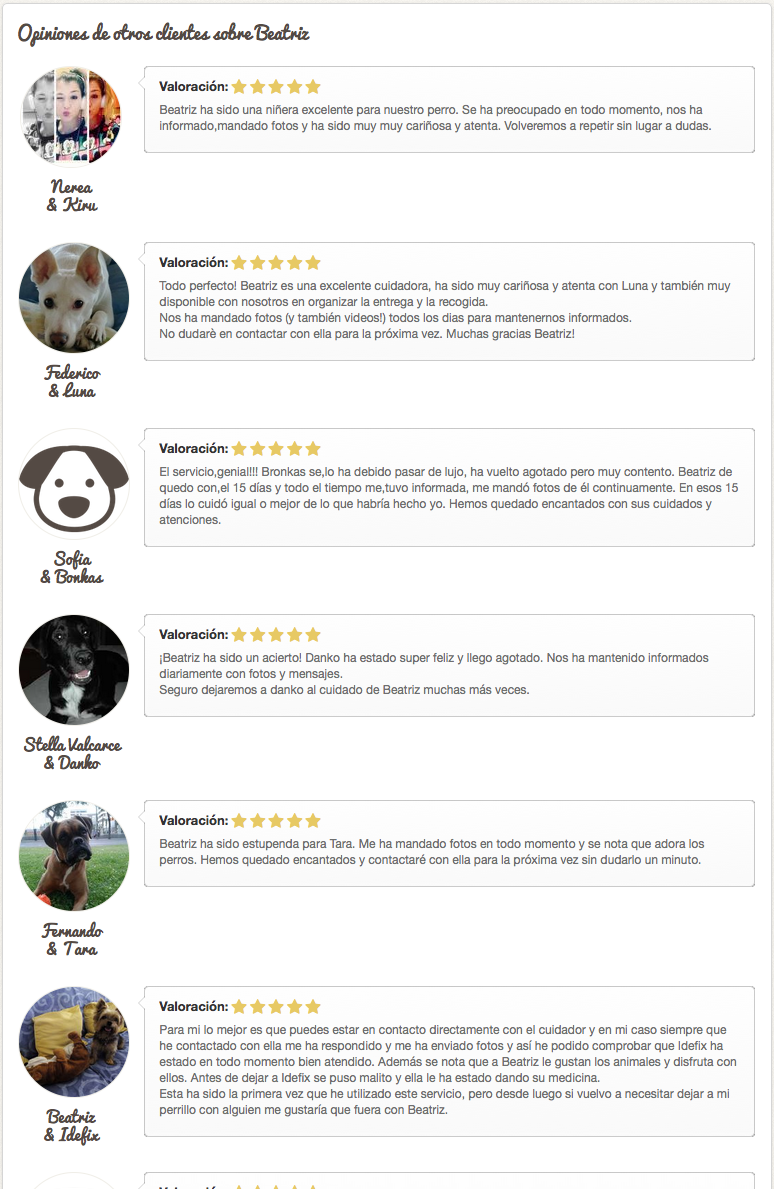 Opiniones de otros clientes sobre Beatriz
Valoración:
Beatriz ha sido una niñera excelente para nuestro perro. Se ha preocupado en todo momento, nos ha
informado,mandado fotos y ha sido muy muy cariñosa y atenta. Volveremos a repetir sin lugar a dudas.
Nerea
& Kiru
Valoración:
Todo perfecto! Beatriz es una excelente cuidadora, ha sido muy cariñosa y atenta con Luna y también muy
disponible con nosotros en organizar la entrega y la recogida.
Nos ha mandado fotos (y también videos!) todos los dias para mantenernos informados.
No dudarè en contactar con ella para la próxima vez. Muchas gracias Beatriz!
Federico
& Luna
Valoración:
El servicio,genial!!! Bronkas se,lo ha debido pasar de lujo, ha vuelto agotado pero muy contento. Beatriz de
quedo con,el 15 días y todo el tiempo me,tuvo informada, me mandó fotos de él continuamente. En esos 15
días lo cuidó igual o mejor de lo que habría hecho yo. Hemos quedado encantados con sus cuidados y
atenciones.
Sofia
& Bonkas
Valoración:
¡Beatriz ha sido un acierto! Danko ha estado super feliz y llego agotado. Nos ha mantenido informados
diariamente con fotos y mensajes.
Seguro dejaremos a danko al cuidado de Beatriz muchas más veces.
Stella Valcarce
& Danko
Valoración:
Beatriz ha sido estupenda para Tara. Me ha mandado fotos en todo momento y se nota que adora los
perros. Hemos quedado encantados y contactaré con ella para la próxima vez sin dudarlo un minuto.
Fernando
& Tara
Valoración:
Para mi lo mejor es que puedes estar en contacto directamente con el cuidador y en mi caso siempre que
he contactado con ella me ha respondido y me ha enviado fotos y así he podido comprobar que Idefix ha
estado en todo momento bien atendido. Además se nota que a Beatriz le gustan los animales y disfruta con
ellos. Antes de dejar a Idefix se puso malito y ella le ha estado dando su medicina.
Esta ha sido la primera vez que he utilizado este servicio, pero desde luego si vuelvo a necesitar dejar a mi
perrillo con alguien me gustaría que fuera con Beatriz.
Beatriz
& Idefix